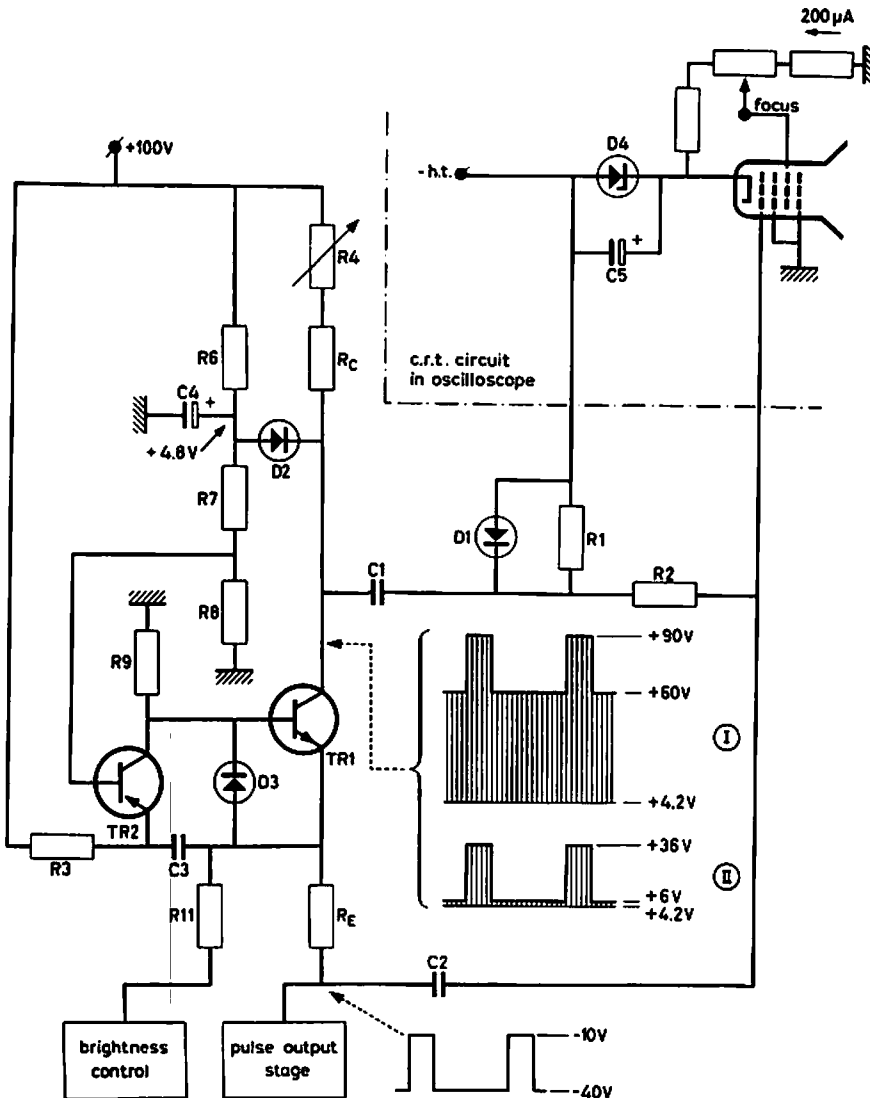 200 µA
focus
D4
+100V
- h.t.
R4
C5
R6
RC
c.r.t. circuit
in oscilloscope
C4
+
+
+4.8V
D2
R7
D1
R1
C1
R2
R8
R9
+90V
+60V
TR1
I
D3
TR2
+4.2V
R3
C3
+36V
II
R11
RE
+6V
+4.2V
C2
brightness
control
pulse output
stage
-10V
-40V